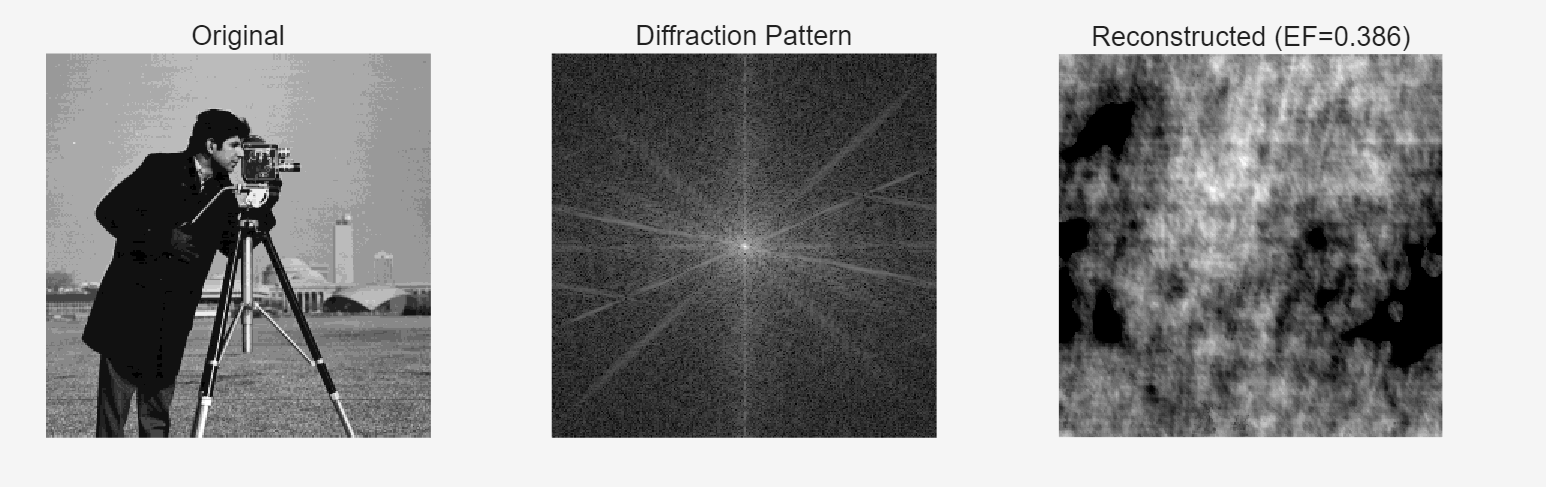 Original
Diffraction Pattern
Reconstructed (EF=0.386)